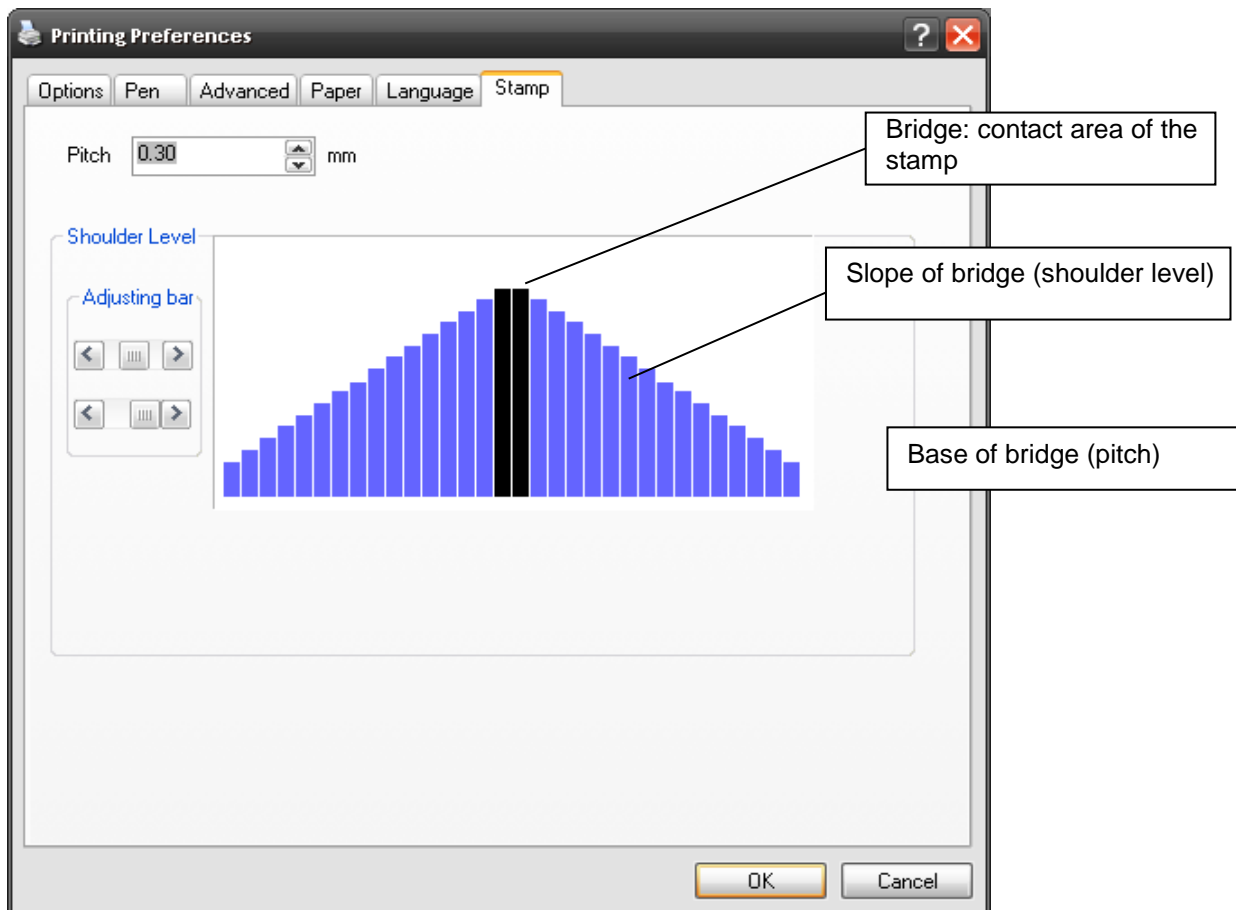 Printing Preferences
Options Pen Advanced Paper Language Stamp
Pitch 0.30 mm
Bridge: contact area of the
stamp
Shoulder Level
Slope of bridge (shoulder level)
Adjusting bar
Base of bridge (pitch)
OK Cancel